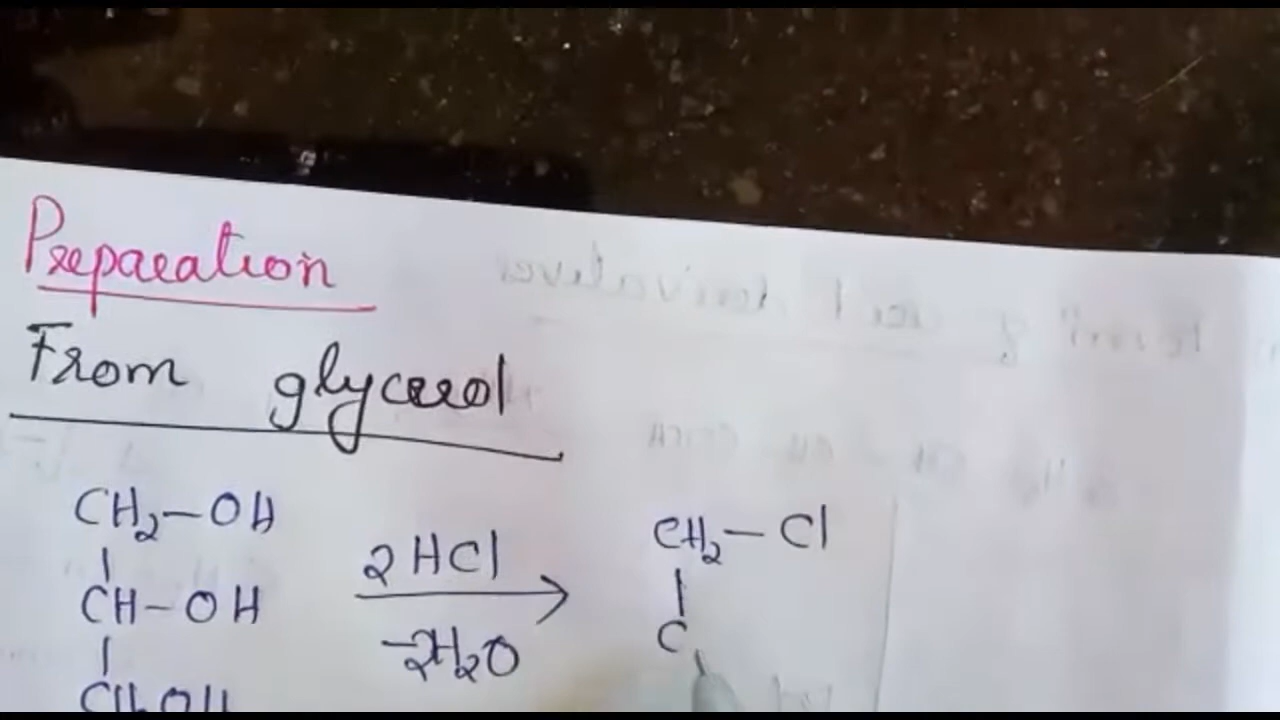 Preparation
From glycerol
CH₂—OH
CH—OH
2HCl
-2H₂O
CH₂—Cl
C